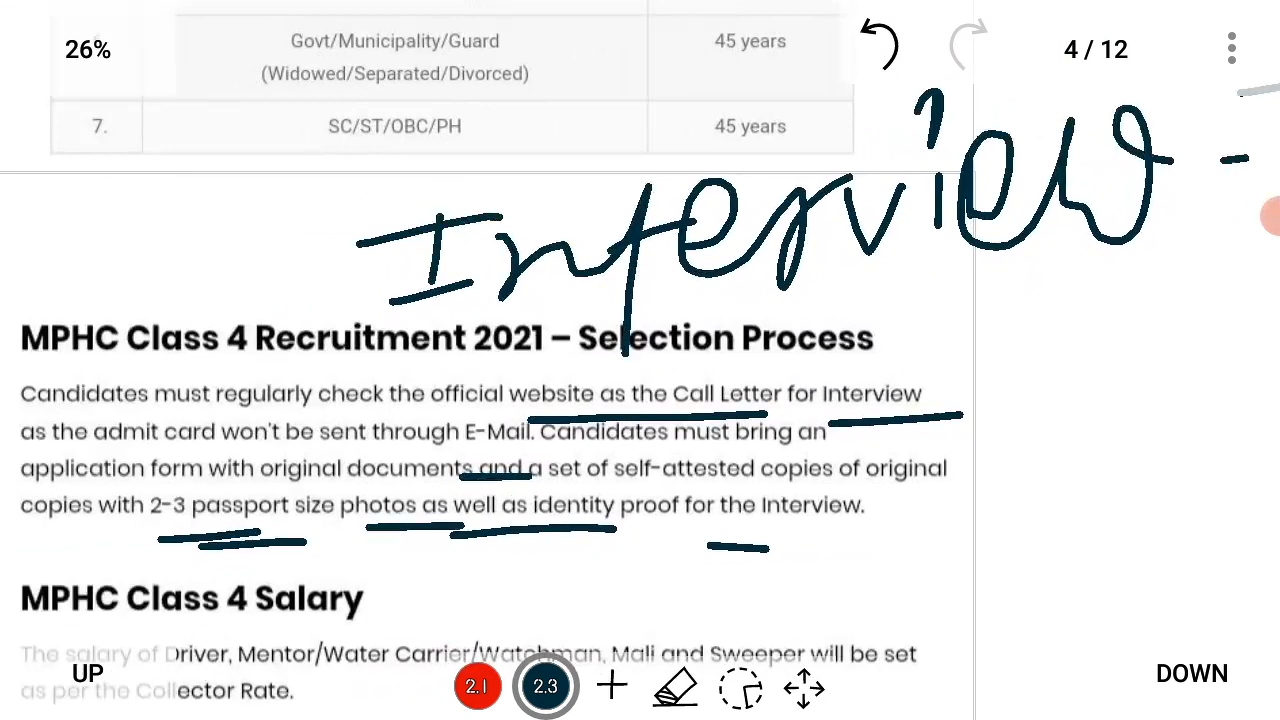 26%
Govt/Municipality/Guard
(Widowed/Separated/Divorced)
45 years
4 / 12
7.
SC/ST/OBC/PH
45 years
Interview -
MPHC Class 4 Recruitment 2021 – Selection Process
Candidates must regularly check the official website as the Call Letter for Interview
as the admit card won't be sent through E-Mail. Candidates must bring an
application form with original documents and a set of self-attested copies of original
copies with 2-3 passport size photos as well as identity proof for the Interview.
MPHC Class 4 Salary
The salary of Driver, Mentor/Water Carrier/Watchman, Mali and Sweeper will be set
as per the Collector Rate.
UP
2.1
2.3
DOWN